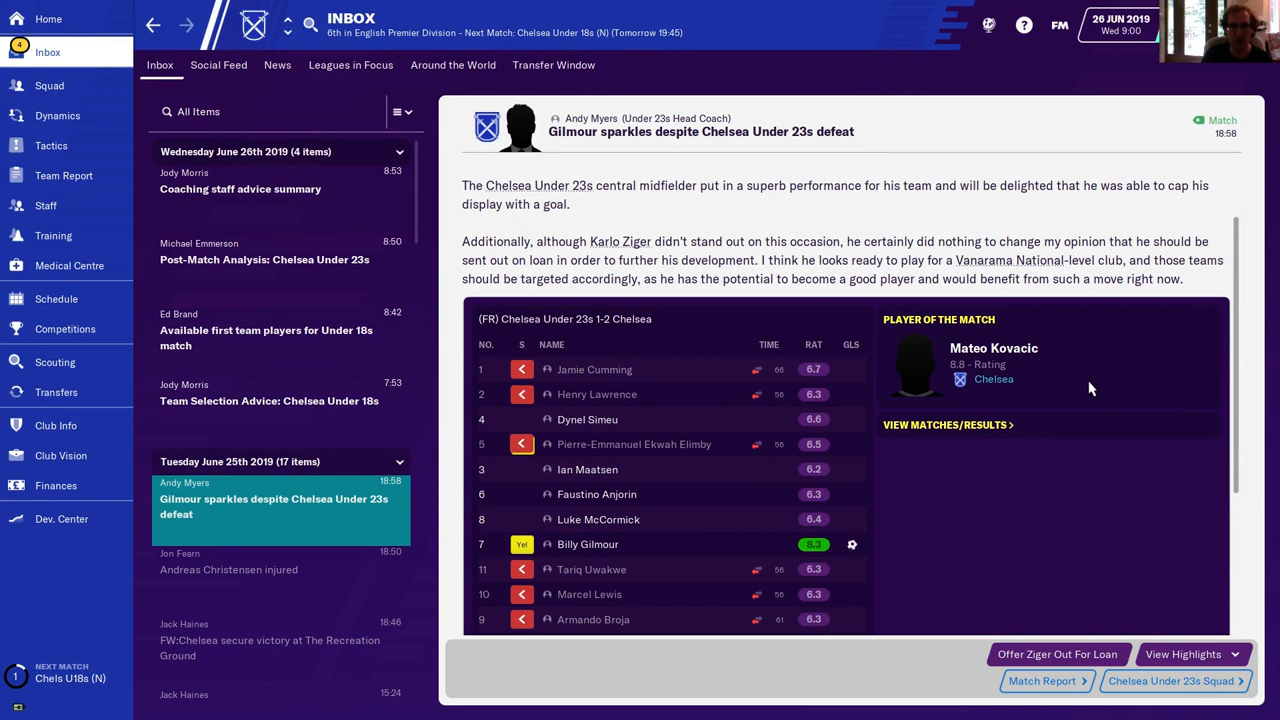 Home
4
Inbox
Squad
Dynamics
Tactics
Team Report
Staff
Training
Medical Centre
Schedule
Competitions
Scouting
Transfers
Club Info
Club Vision
Finances
Dev. Center
1
NEXT MATCH
Chels U18s (N)
INBOX
6th in English Premier Division - Next Match: Chelsea Under 18s (N) (Tomorrow 19:45)
?
FM
26 JUN 2019
Wed 9:00
Inbox
Social Feed
News
Leagues in Focus
Around the World
Transfer Window
All Items
Wednesday June 26th 2019 (4 items)
Jody Morris 8:53
Coaching staff advice summary
Michael Emmerson 8:50
Post-Match Analysis: Chelsea Under 23s
Ed Brand 8:42
Available first team players for Under 18s
match
Jody Morris 7:53
Team Selection Advice: Chelsea Under 18s
Tuesday June 25th 2019 (17 items)
Andy Myers 18:58
Gilmour sparkles despite Chelsea Under 23s
defeat
Jon Fearn 18:50
Andreas Christensen injured
Jack Haines 18:46
FW:Chelsea secure victory at The Recreation
Ground
Jack Haines 15:24
Andy Myers (Under 23s Head Coach)
Gilmour sparkles despite Chelsea Under 23s defeat
Match
18:58
The Chelsea Under 23s central midfielder put in a superb performance for his team and will be delighted that he was able to cap his
display with a goal.
Additionally, although Karlo Ziger didn't stand out on this occasion, he certainly did nothing to change my opinion that he should be
sent out on loan in order to further his development. I think he looks ready to play for a Vanarama National-level club, and those teams
should be targeted accordingly, as he has the potential to become a good player and would benefit from such a move right now.
(FR) Chelsea Under 23s 1-2 Chelsea
NO. S NAME TIME RAT GLS
1 Jamie Cumming 66 6.7
2 Henry Lawrence 56 6.3
4 Dynel Simeu 6.6
5 Pierre-Emmanuel Ekwah Elimby 56 6.5
3 Ian Maatsen 6.2
6 Faustino Anjorin 6.3
8 Luke McCormick 6.4
7 Yel Billy Gilmour 8.3
11 Tariq Uwakwe 56 6.3
10 Marcel Lewis 56 6.3
9 Armando Broja 61 6.3
PLAYER OF THE MATCH
Mateo Kovacic
8.8 - Rating
Chelsea
VIEW MATCHES/RESULTS >
Offer Ziger Out For Loan
View Highlights
Match Report >
Chelsea Under 23s Squad >